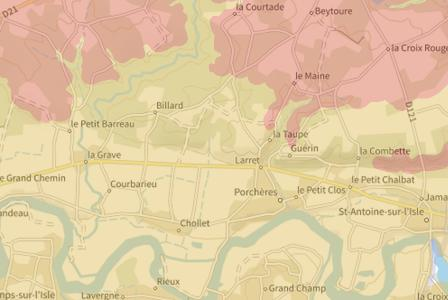 D21
la Courtade
Beytoure
la Croix Rouge
le Maine
Billard
D121
le Petit Barreau
la Taupe
Guérin
la Combette
la Grave
Larret
e Grand Chemin
Courbarieu
le Petit Chalbat
Porchères
le Petit Clos
Jama
andeau
St-Antoine-sur-l'Isle
Chollet
Rieux
Grand Champ
mps-sur-l'Isle
Lavergne
la Croix